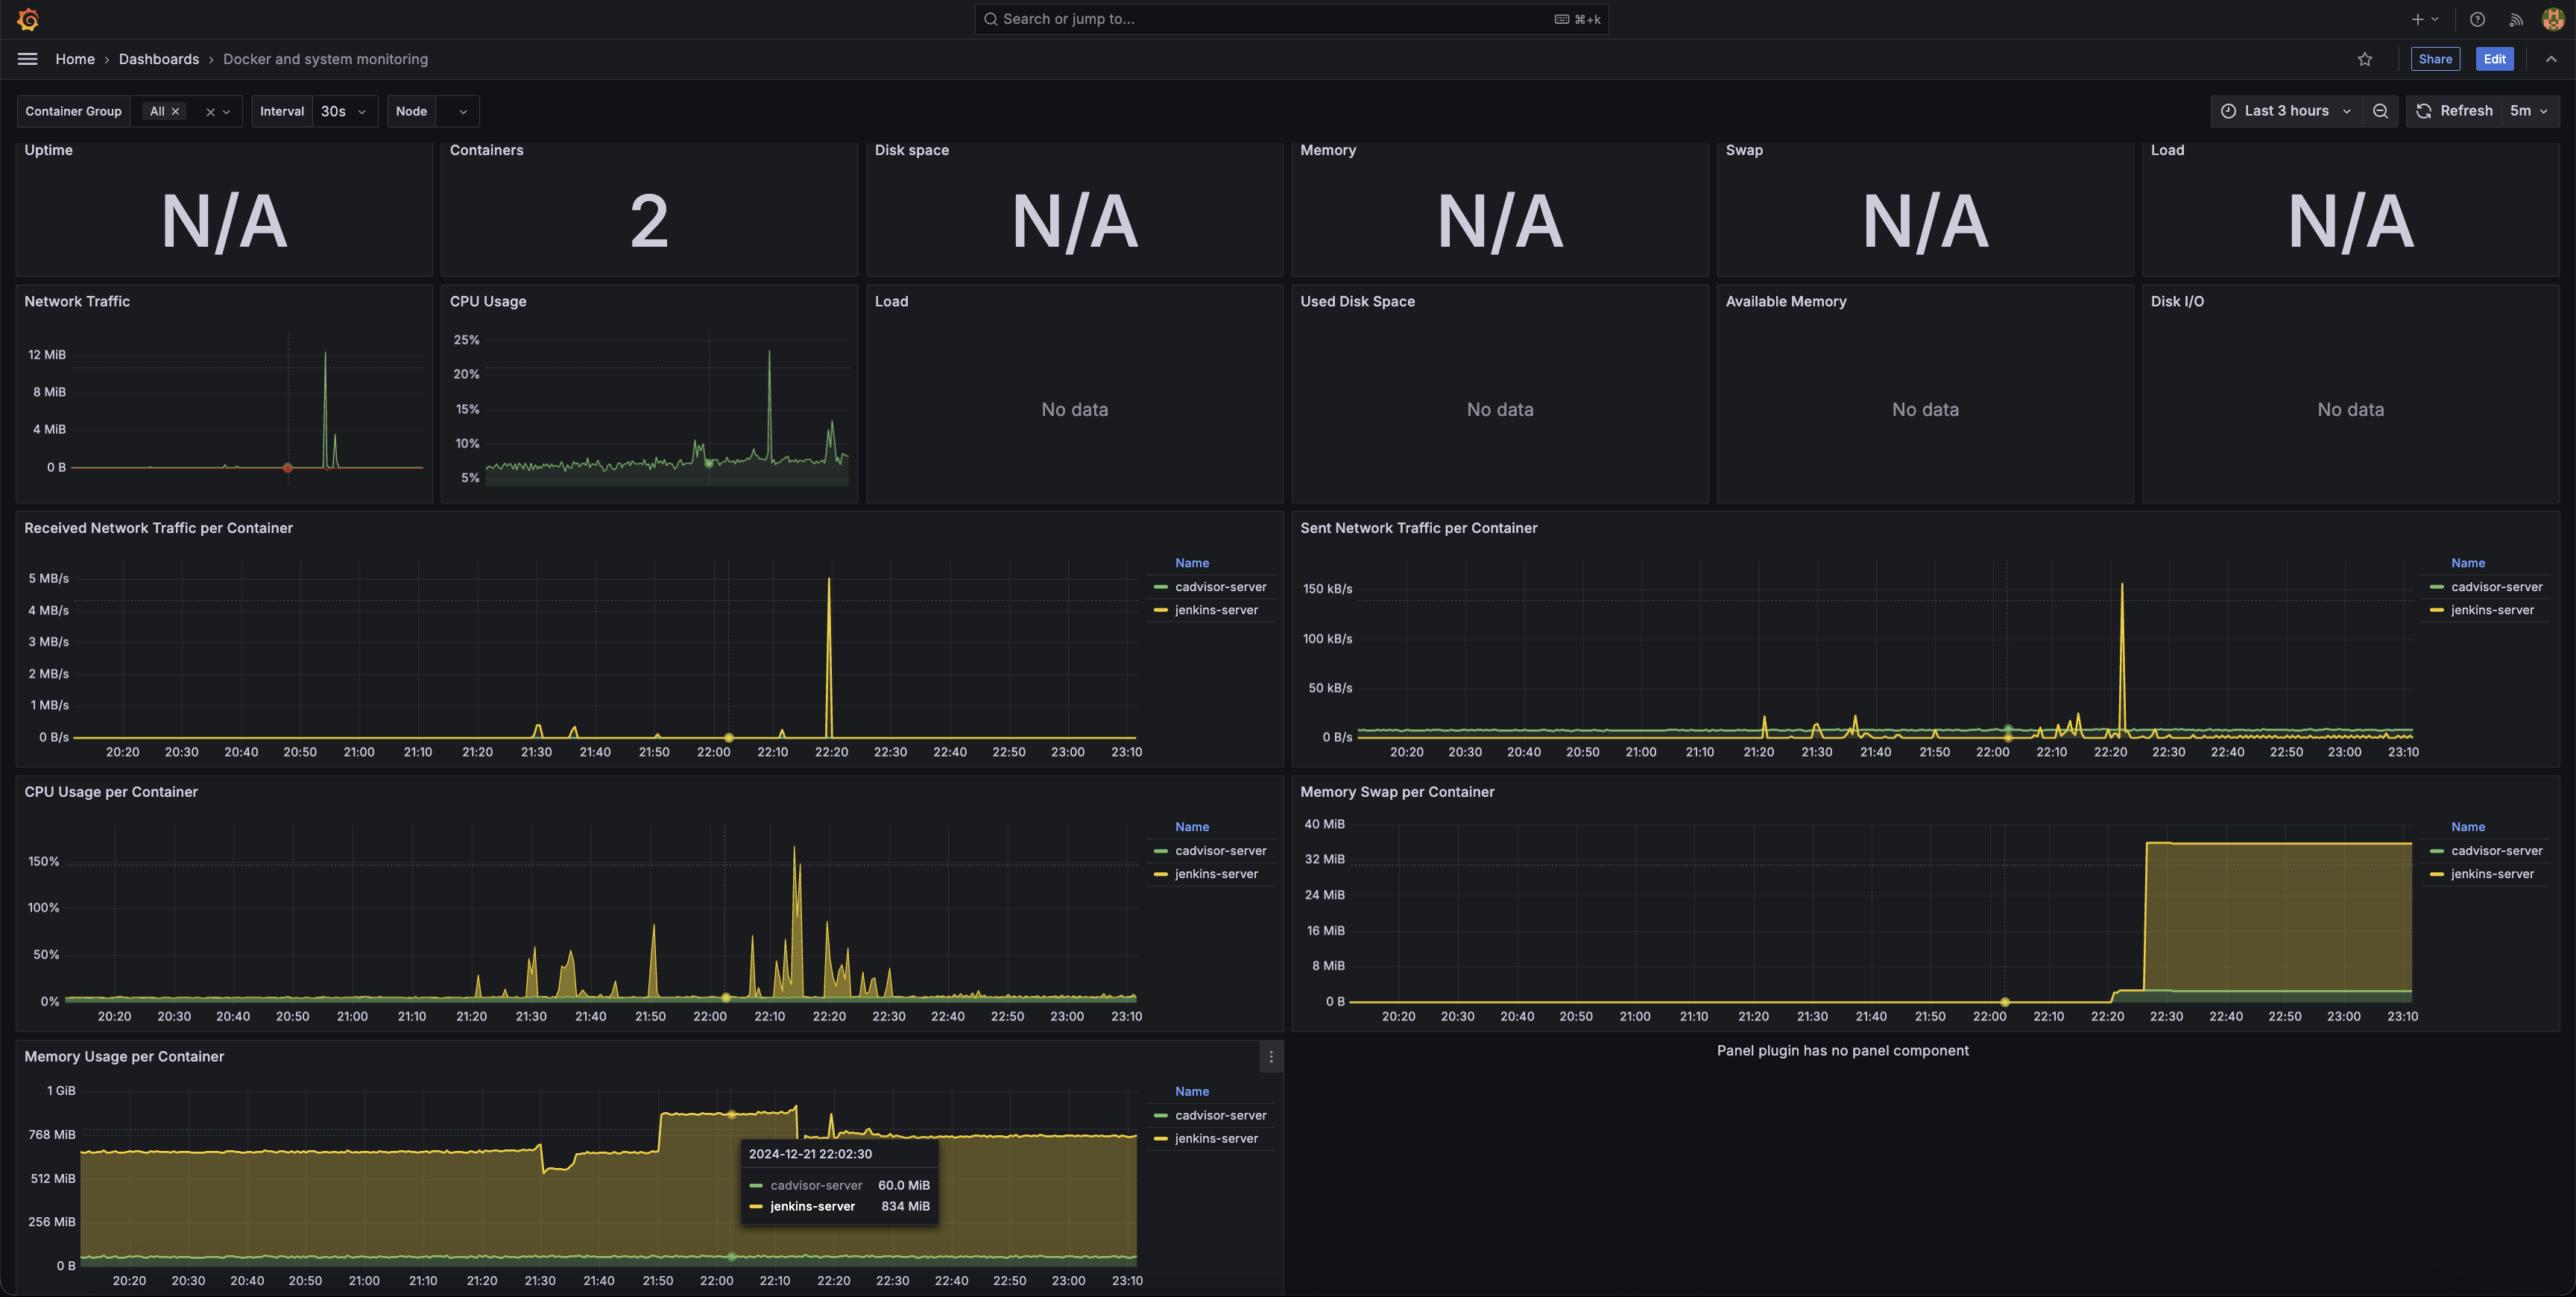 Search or jump to...
⌘+k
Home › Dashboards › Docker and system monitoring
Share
Edit
Container Group
All
Interval
30s
Node
Last 3 hours
Refresh
5m
Uptime
N/A
Containers
2
Disk space
N/A
Memory
N/A
Swap
N/A
Load
N/A
Network Traffic
12 MiB
8 MiB
4 MiB
0 B
CPU Usage
25%
20%
15%
10%
5%
Load
No data
Used Disk Space
No data
Available Memory
No data
Disk I/O
No data
Received Network Traffic per Container
5 MB/s
4 MB/s
3 MB/s
2 MB/s
1 MB/s
0 B/s
20:20 20:30 20:40 20:50 21:00 21:10 21:20 21:30 21:40 21:50 22:00 22:10 22:20 22:30 22:40 22:50 23:00 23:10
Name
cadvisor-server
jenkins-server
Sent Network Traffic per Container
150 kB/s
100 kB/s
50 kB/s
0 B/s
20:20 20:30 20:40 20:50 21:00 21:10 21:20 21:30 21:40 21:50 22:00 22:10 22:20 22:30 22:40 22:50 23:00 23:10
Name
cadvisor-server
jenkins-server
CPU Usage per Container
150%
100%
50%
0%
20:20 20:30 20:40 20:50 21:00 21:10 21:20 21:30 21:40 21:50 22:00 22:10 22:20 22:30 22:40 22:50 23:00 23:10
Name
cadvisor-server
jenkins-server
Memory Swap per Container
40 MiB
32 MiB
24 MiB
16 MiB
8 MiB
0 B
20:20 20:30 20:40 20:50 21:00 21:10 21:20 21:30 21:40 21:50 22:00 22:10 22:20 22:30 22:40 22:50 23:00 23:10
Name
cadvisor-server
jenkins-server
Memory Usage per Container
1 GiB
768 MiB
512 MiB
256 MiB
0 B
20:20 20:30 20:40 20:50 21:00 21:10 21:20 21:30 21:40 21:50 22:00 22:10 22:20 22:30 22:40 22:50 23:00 23:10
2024-12-21 22:02:30
cadvisor-server 60.0 MiB
jenkins-server 834 MiB
Name
cadvisor-server
jenkins-server
Panel plugin has no panel component